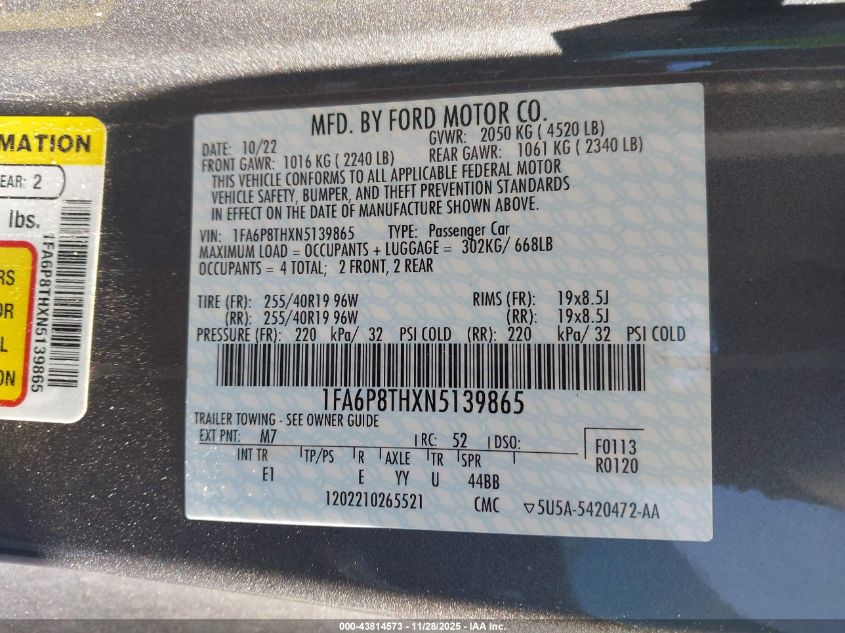 MFD. BY FORD MOTOR CO.
DATE: 10/22 GVWR: 2050 KG ( 4520 LB)
FRONT GAWR: 1016 KG ( 2240 LB) REAR GAWR: 1061 KG ( 2340 LB)
THIS VEHICLE CONFORMS TO ALL APPLICABLE FEDERAL MOTOR
VEHICLE SAFETY, BUMPER, AND THEFT PREVENTION STANDARDS
IN EFFECT ON THE DATE OF MANUFACTURE SHOWN ABOVE.
VIN: 1FA6P8THXN5139865 TYPE: Passenger Car
MAXIMUM LOAD = OCCUPANTS + LUGGAGE = 302KG/ 668LB
OCCUPANTS = 4 TOTAL; 2 FRONT, 2 REAR
TIRE (FR): 255/40R19 96W RIMS (FR): 19x8.5J
(RR): 255/40R19 96W (RR): 19x8.5J
PRESSURE (FR): 220 kPa/ 32 PSI COLD (RR): 220 kPa/ 32 PSI COLD
1FA6P8THXN5139865
TRAILER TOWING - SEE OWNER GUIDE
EXT PNT: M7 RC: 52 DSO: F0113
R0120
INT TR TP/PS R AXLE TR SPR
E1 E YY U 44BB
1202210265521 CMC ▽5U5A-5420472-AA
MATION
EAR: 2
lbs.
1FA6P8THXN5139865
RS
OR
L
ON
000-43814573 - 11/28/2025 - IAA, Inc.